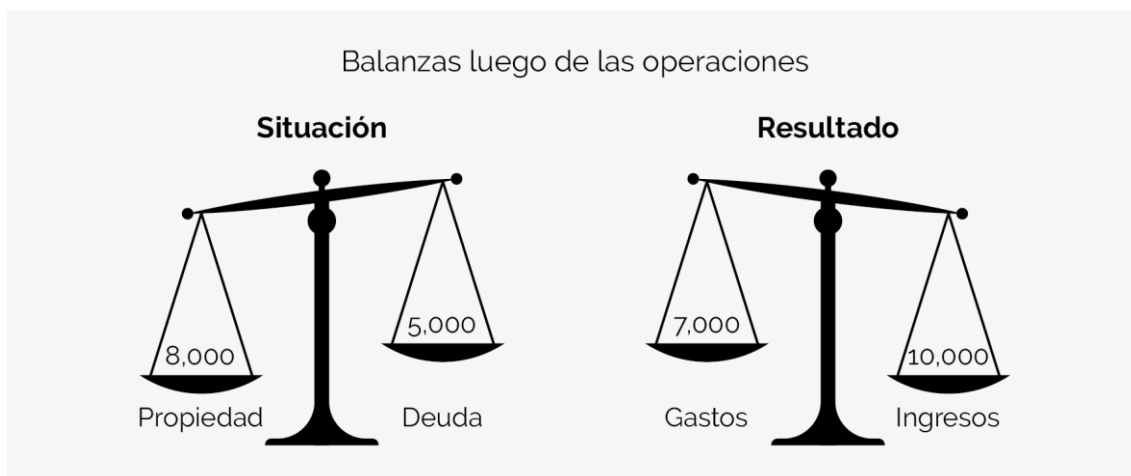 Balanzas luego de las operaciones
Situación
Resultado
8,000
5,000
7,000
10,000
Propiedad
Deuda
Gastos
Ingresos